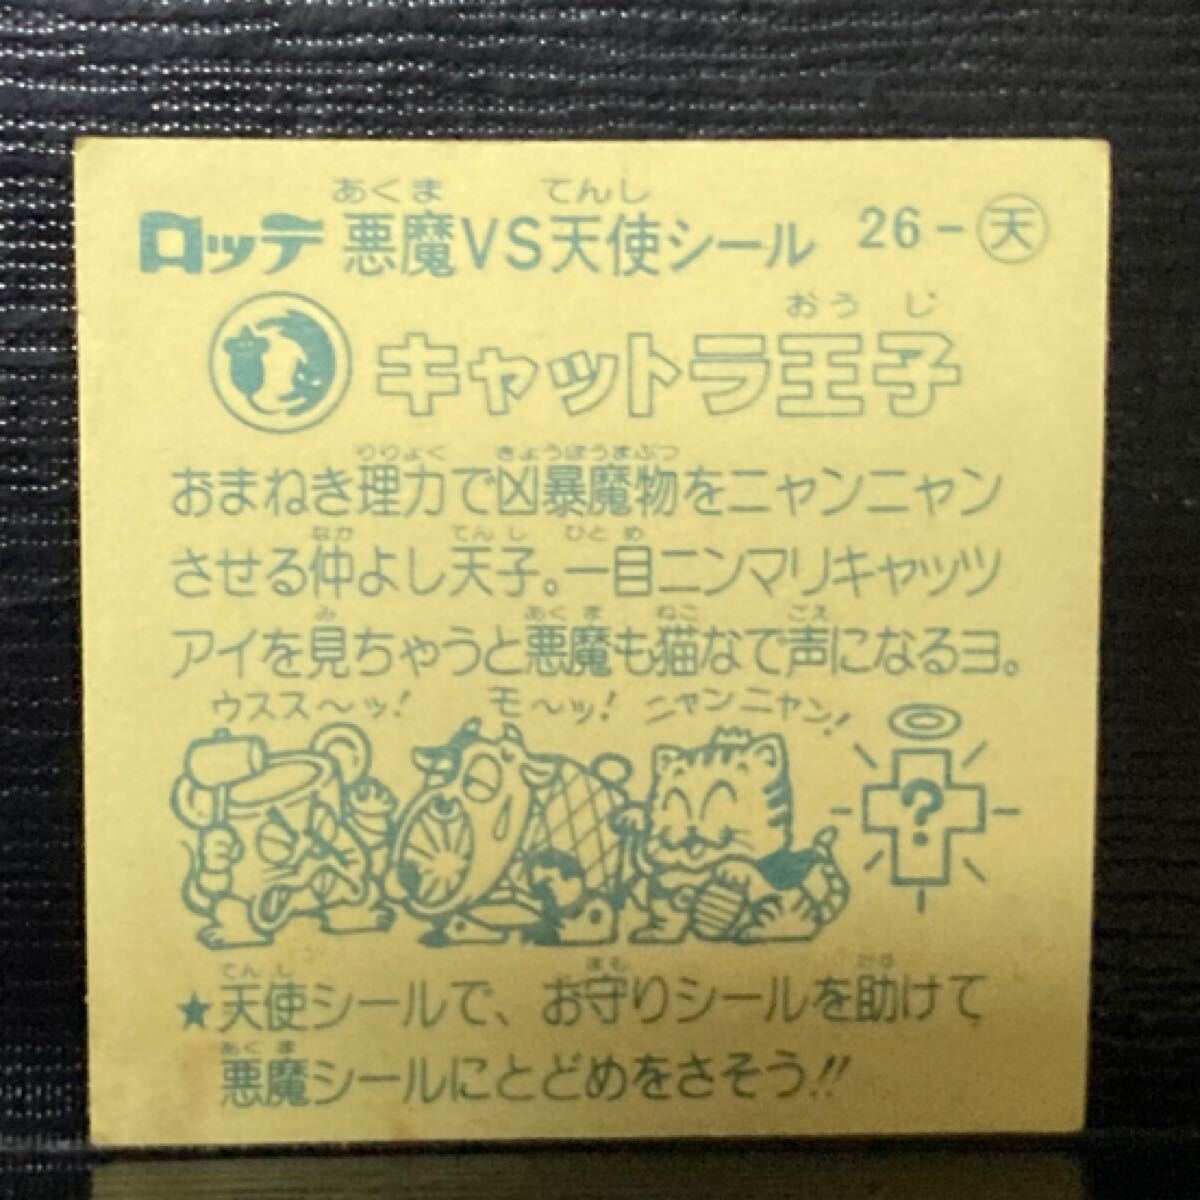 あくま てんし
ロッテ 悪魔VS天使シール 26-天
おうじ
キャットラ王子
りりょく きょうぼうまぶつ
おまねき理力で凶暴魔物をニャンニャン
なか てんし ひとめ
させる仲よし天子。一目ニンマリキャッツ
み あくま ねこ ごえ
アイを見ちゃうと悪魔も猫なで声になるヨ。
ウスス〜ッ! モ〜ッ! ニャンニャン!
?
てんし まも たす
★天使シールで、お守りシールを助けて
あくま
悪魔シールにとどめをさそう!!